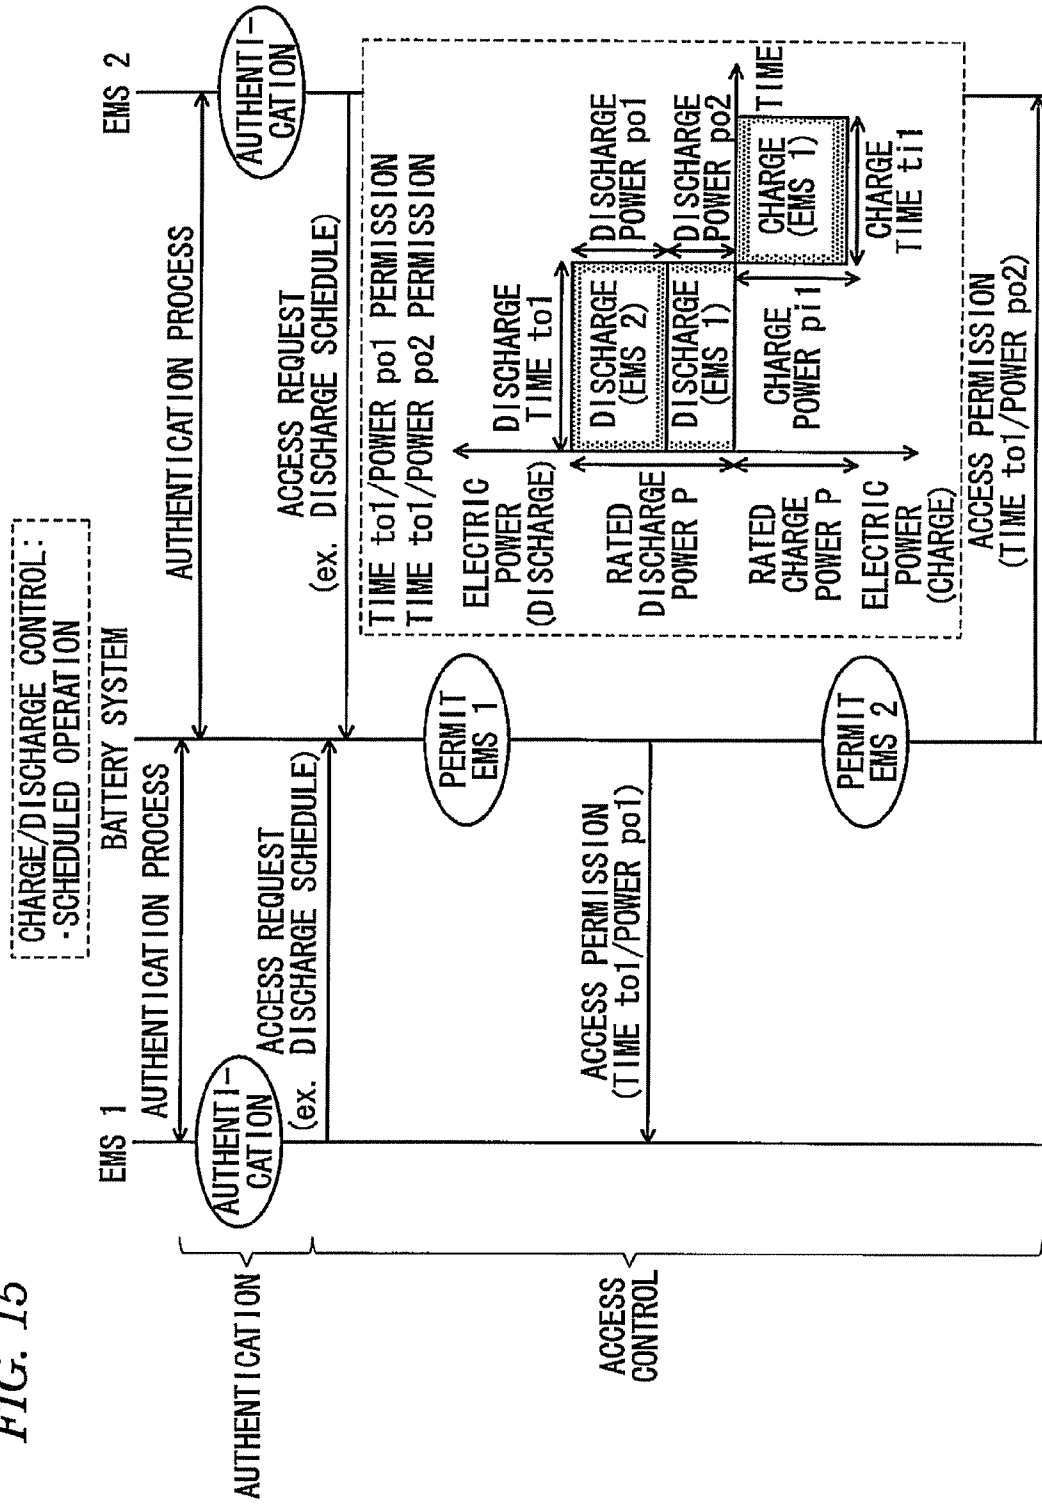 FIG. 15
CHARGE/DISCHARGE CONTROL:
・SCHEDULED OPERATION
EMS 1
BATTERY SYSTEM
EMS 2
AUTHENTICATION PROCESS
AUTHENTICATION PROCESS
AUTHENTICATION
AUTHENTI-
CATION
AUTHENTI-
CATION
ACCESS REQUEST
(ex. DISCHARGE SCHEDULE)
ACCESS REQUEST
DISCHARGE SCHEDULE
(ex. DISCHARGE SCHEDULE)
ACCESS
CONTROL
PERMIT
EMS 1
TIME to1/POWER po1 PERMISSION
TIME to1/POWER po2 PERMISSION
ELECTRIC
POWER
(DISCHARGE)
DISCHARGE
TIME to1
RATED
DISCHARGE
POWER P
DISCHARGE
(EMS 2)
DISCHARGE
POWER po1
DISCHARGE
(EMS 1)
DISCHARGE
POWER po2
TIME
RATED
CHARGE
POWER P
CHARGE
POWER pi1
CHARGE
(EMS 1)
CHARGE
TIME ti1
ELECTRIC
POWER
(CHARGE)
ACCESS PERMISSION
(TIME to1/POWER po1)
PERMIT
EMS 2
ACCESS PERMISSION
(TIME to1/POWER po2)